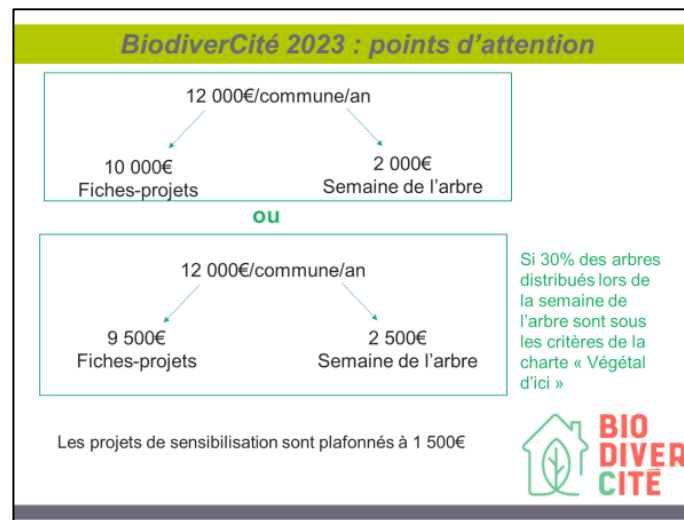 BiodiverCité 2023 : points d'attention
12 000€/commune/an
10 000€
Fiches-projets
2 000€
Semaine de l'arbre
ou
12 000€/commune/an
9 500€
Fiches-projets
2 500€
Semaine de l'arbre
Si 30% des arbres
distribués lors de
la semaine de
l'arbre sont sous
les critères de la
charte « Végétal
d'ici »
Les projets de sensibilisation sont plafonnés à 1 500€
BIO
DIVER
CITÉ